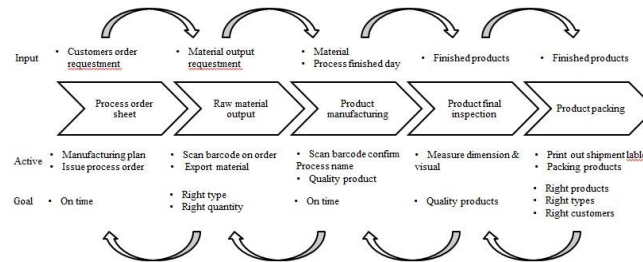 Input
• Customers order
requestment
• Material output
requestment
• Material
• Process finished day
• Finished products
• Finished products
Process order
sheet
Raw material
output
Product
manufacturing
Product final
inspection
Product packing
Active
• Manufacturing plan
• Issue process order
• Scan barcode on order
• Export material
• Scan barcode confirm
Process name
• Quality product
• Measure dimension &
visual
• Print out shipment lable
• Packing products
Goal
• On time
• Right type
• Right quantity
• On time
• Quality products
• Right products
• Right types
• Right customers